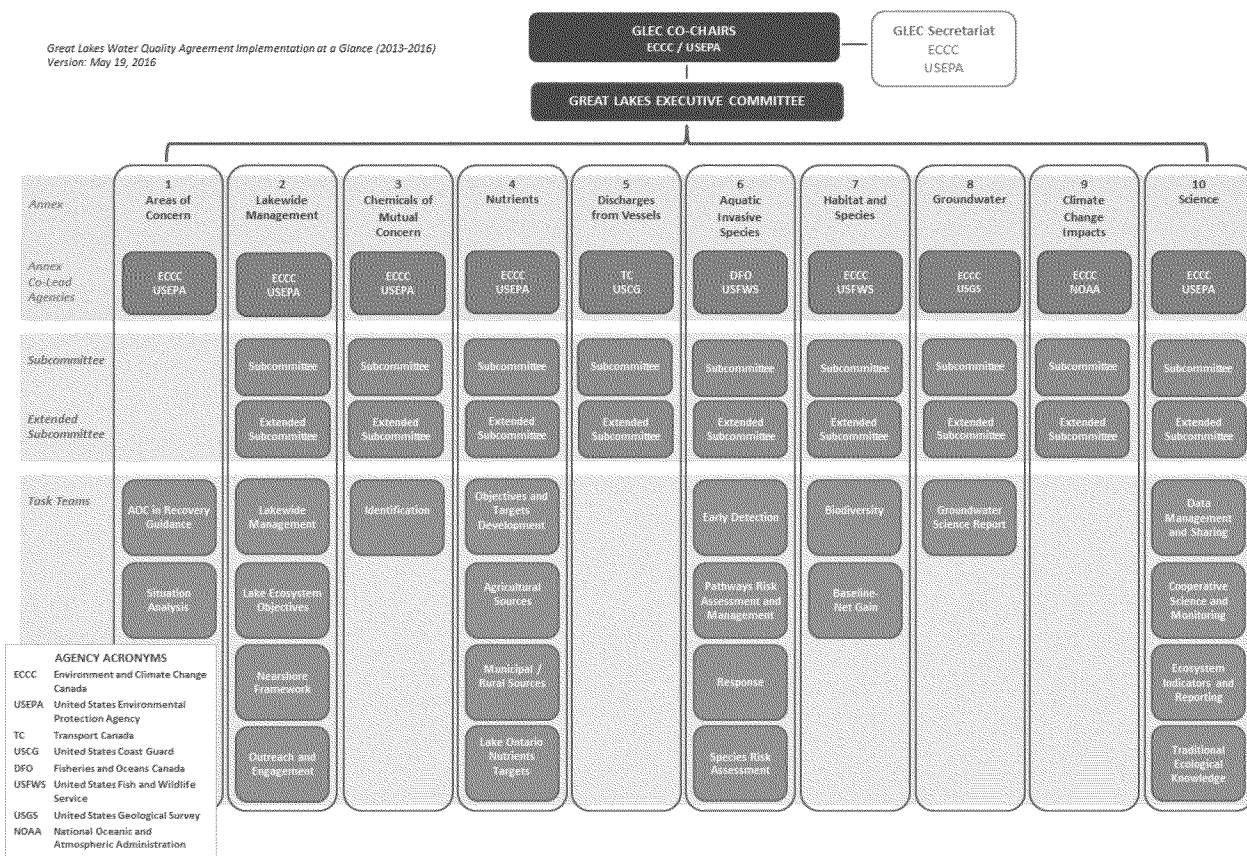 Great Lakes Water Quality Agreement Implementation at a Glance (2013-2016)
Version: May 19, 2016
GLEC CO-CHAIRS
ECCC / USEPA
GLEC Secretariat
ECCC
USEPA
GREAT LAKES EXECUTIVE COMMITTEE
Annex
1
Areas of
Concern
2
Lakewide
Management
3
Chemicals of
Mutual
Concern
4
Nutrients
5
Discharges
from Vessels
6
Aquatic
Invasive
Species
7
Habitat and
Species
8
Groundwater
9
Climate
Change
Impacts
10
Science
Annex
Co-Lead
Agencies
ECCC
USEPA
ECCC
USEPA
ECCC
USEPA
ECCC
USEPA
TC
USCG
DFO
USFWS
ECCC
USFWS
ECCC
USGS
ECCC
NOAA
ECCC
USEPA
Subcommittee
Subcommittee
Subcommittee
Subcommittee
Subcommittee
Subcommittee
Subcommittee
Subcommittee
Subcommittee
Subcommittee
Extended
Subcommittee
Extended
Subcommittee
Extended
Subcommittee
Extended
Subcommittee
Extended
Subcommittee
Extended
Subcommittee
Extended
Subcommittee
Extended
Subcommittee
Extended
Subcommittee
Extended
Subcommittee
Task Teams
AOC in Recovery
Guidance
Lakewide
Management
Identification
Objectives and
Targets
Development
Early Detection
Biodiversity
Groundwater
Science Report
Data
Management
and Sharing
Situation
Analysis
Lake Ecosystem
Objectives
Agricultural
Sources
Pathways Risk
Assessment and
Management
Baseline-
Net Gain
Cooperative
Science and
Monitoring
Nearshore
Framework
Municipal /
Rural Sources
Response
Ecosystem
Indicators and
Reporting
Outreach and
Engagement
Lake Ontario
Nutrients
Targets
Species Risk
Assessment
Traditional
Ecological
Knowledge
AGENCY ACRONYMS
ECCC Environment and Climate Change
Canada
USEPA United States Environmental
Protection Agency
TC Transport Canada
USCG United States Coast Guard
DFO Fisheries and Oceans Canada
USFWS United States Fish and Wildlife
Service
USGS United States Geological Survey
NOAA National Oceanic and
Atmospheric Administration